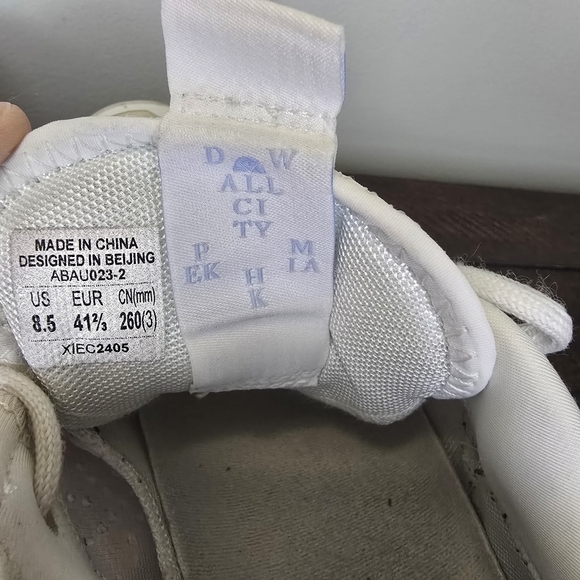 MADE IN CHINA
DESIGNED IN BEIJING
ABAU023-2
US EUR CN(mm)
8.5 41⅔ 260(3)
XIEC2405
D W
ALL
CI
TY
P M
EK IA
H
K